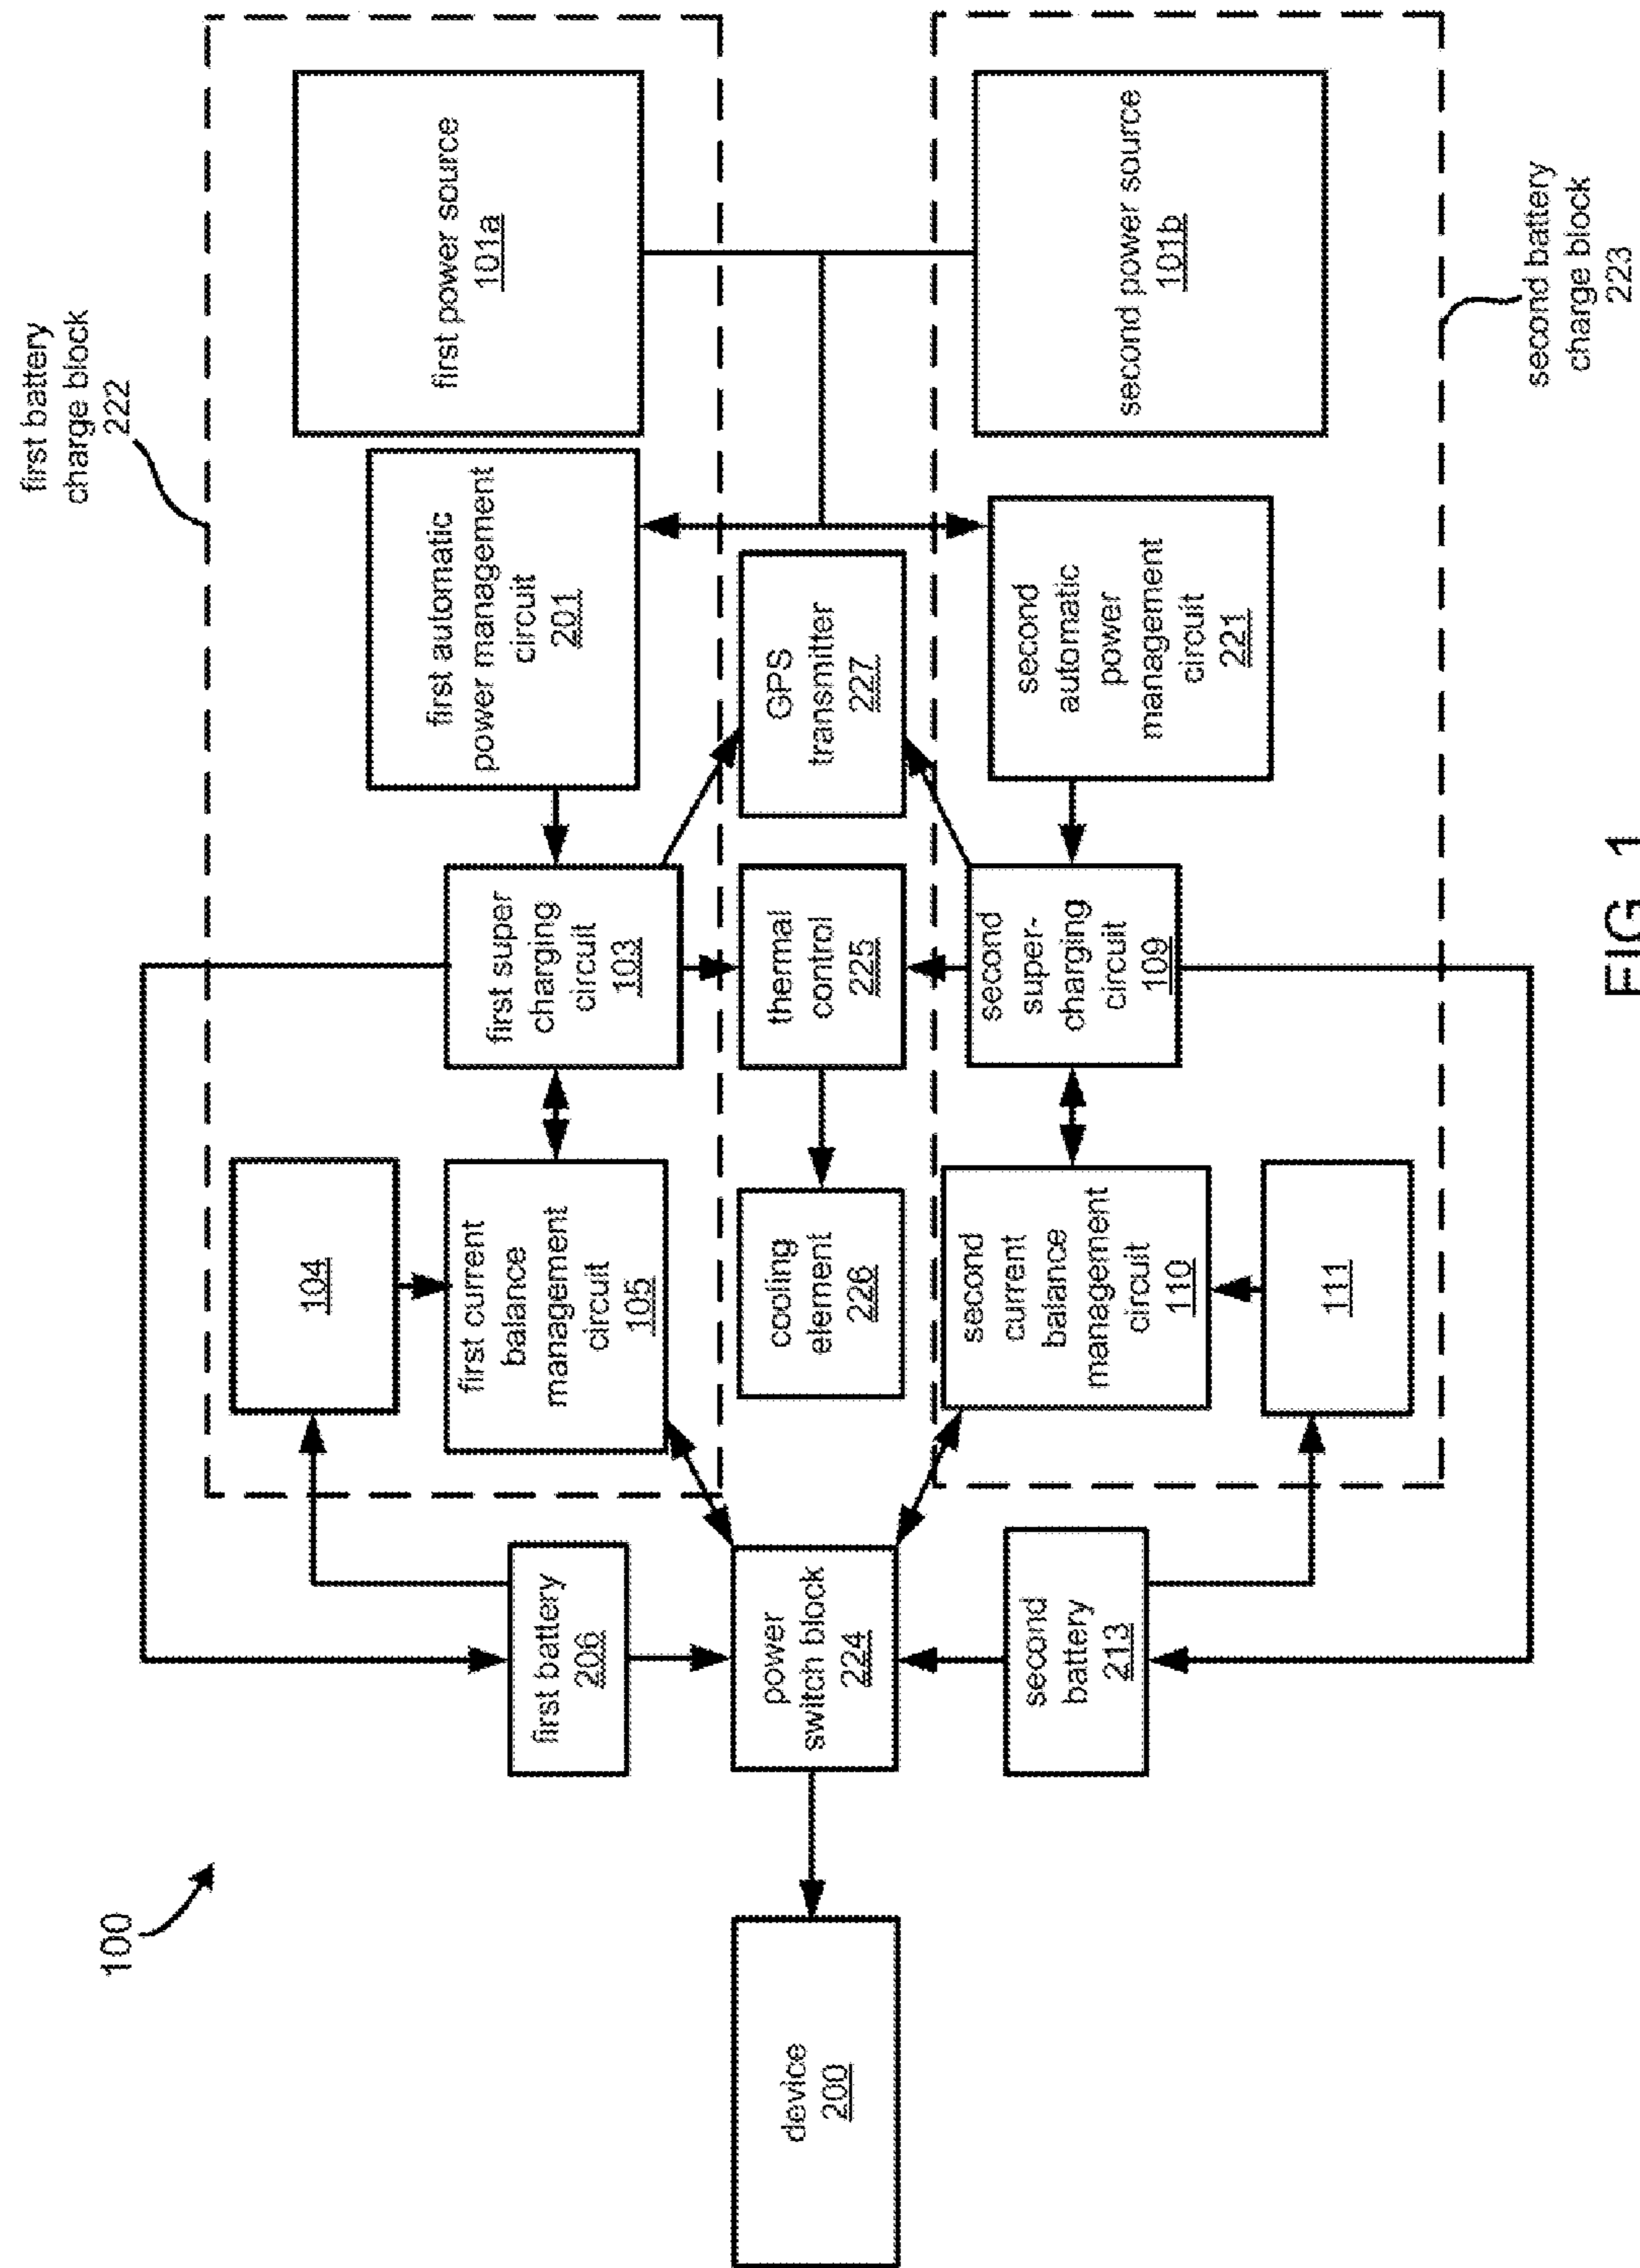 100
first battery
charge block
222
first power source
101a
first automatic
power management
circuit
201
first super
charging
circuit
103
104
first current
balance
management
circuit
105
first battery
206
GPS
transmitter
227
thermal
control
225
cooling
element
226
power
switch block
224
device
200
second power source
101b
second
automatic
power
management
circuit
221
second
super-
charging
circuit
109
second
current
balance
management
circuit
110
111
second
battery
213
second battery
charge block
223
FIG. 1